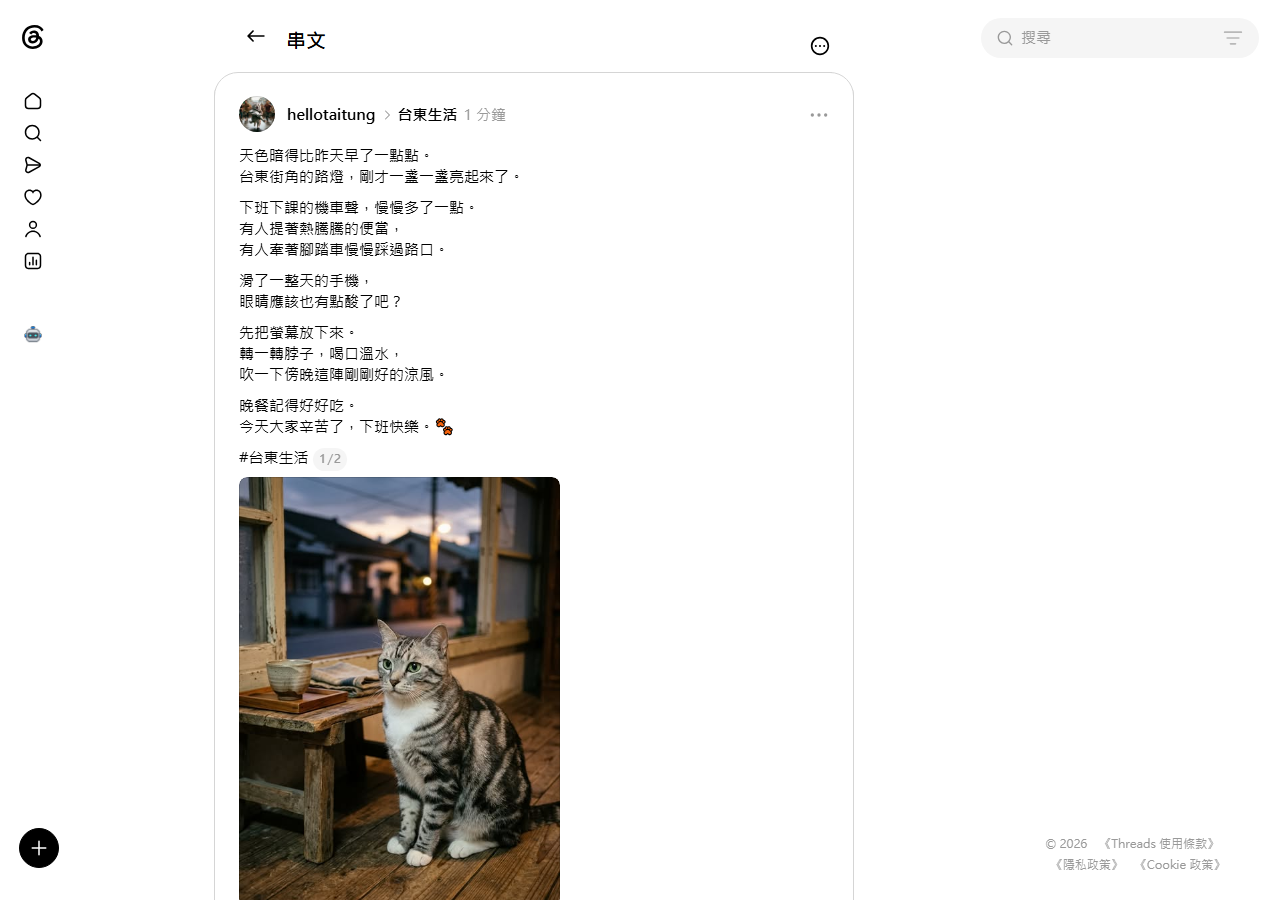 串文
搜尋
hellotaitung > 台東生活 1 分鐘
天色暗得比昨天早了一點點。
台東街角的路燈，剛才一盞一盞亮起來了。
下班下課的機車聲，慢慢多了一點。
有人提著熱騰騰的便當，
有人牽著腳踏車慢慢踩過路口。
滑了一整天的手機，
眼睛應該也有點酸了吧？
先把螢幕放下來。
轉一轉脖子，喝口溫水，
吹一下傍晚這陣剛剛好的涼風。
晚餐記得好好吃。
今天大家辛苦了，下班快樂。🐾
#台東生活 1/2
© 2026 《Threads 使用條款》
《隱私政策》 《Cookie 政策》